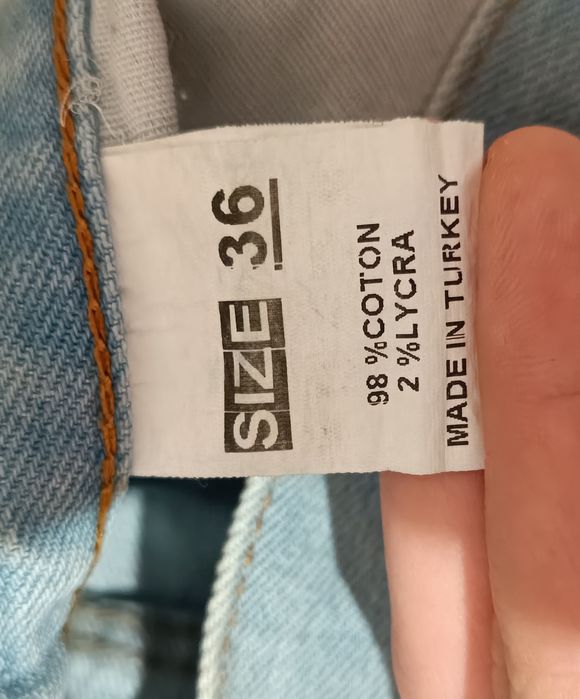 SIZE 36
98 %COTON
2 %LYCRA
MADE IN TURKEY